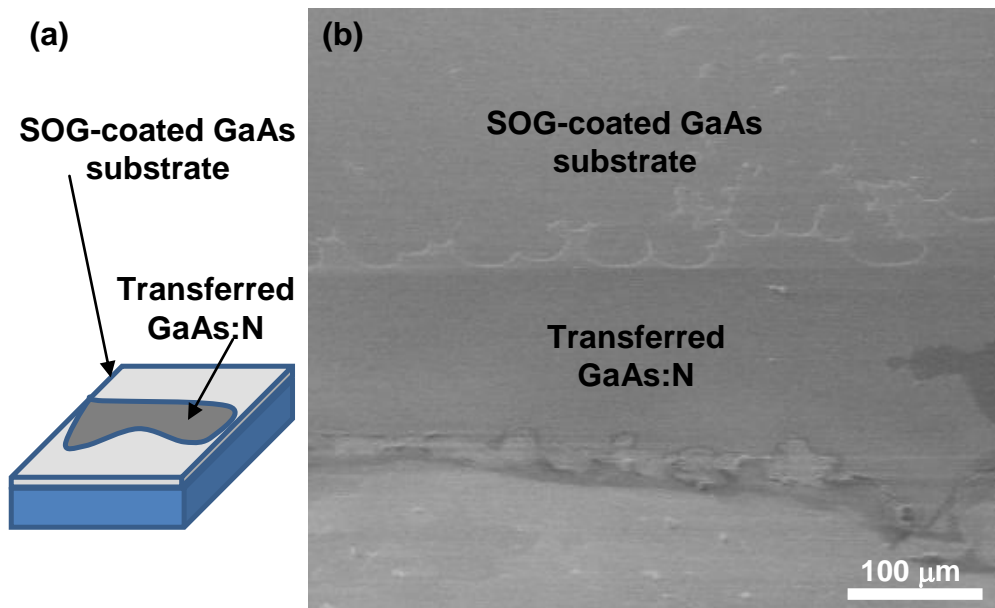 (a)
SOG-coated GaAs
substrate
Transferred
GaAs:N
(b)
SOG-coated GaAs
substrate
Transferred
GaAs:N
100 μm